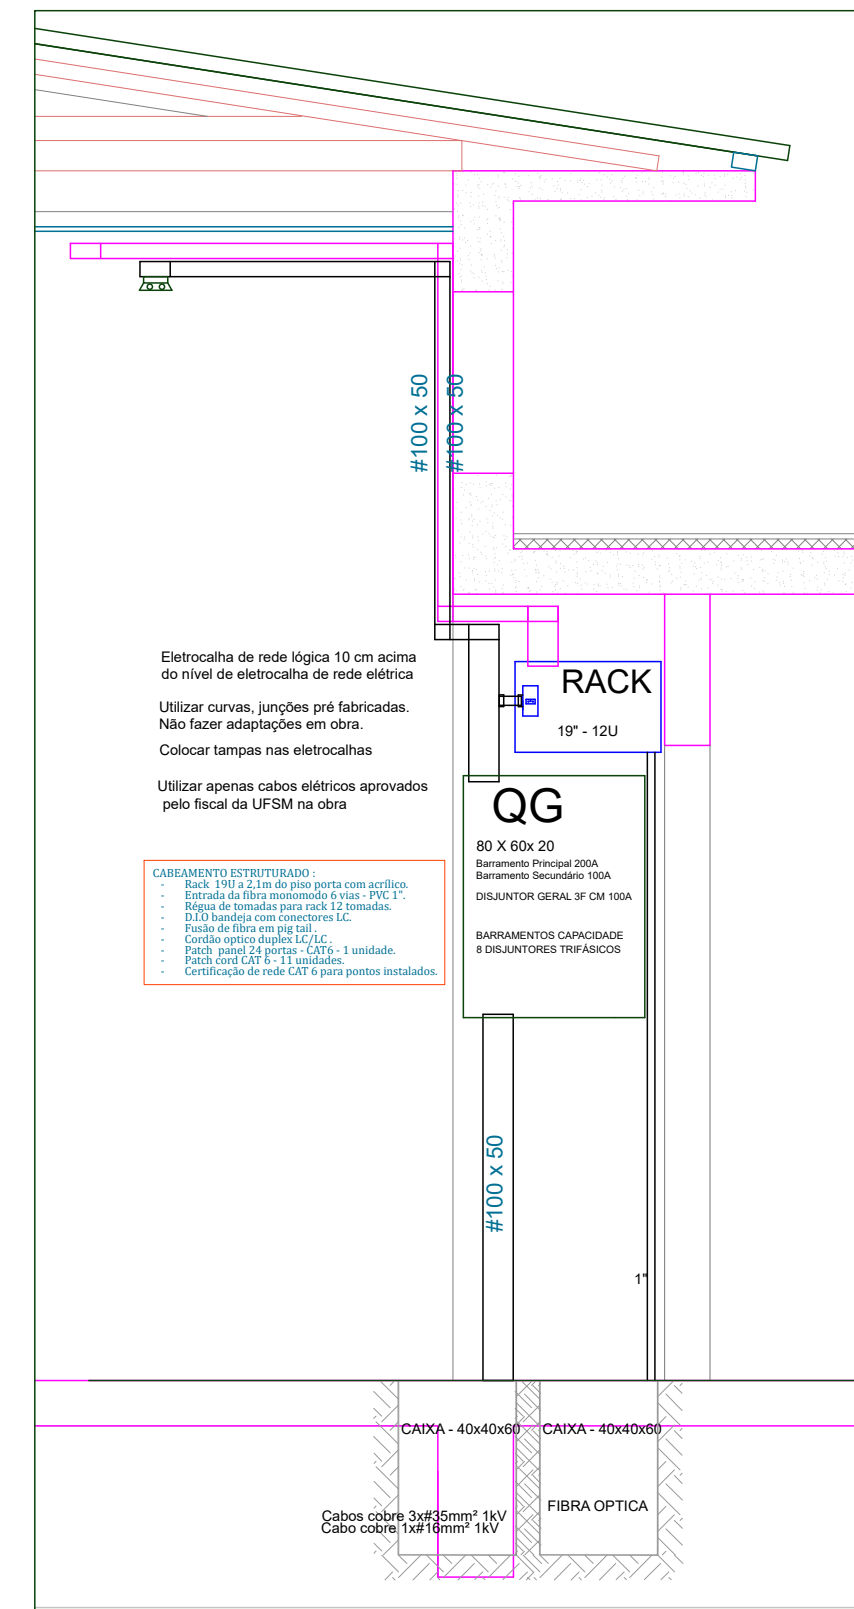 #100 x 50
#100 x 50
Eletrocalha de rede lógica 10 cm acima
do nível de eletrocalha de rede elétrica
Utilizar curvas, junções pré fabricadas.
Não fazer adaptações em obra.
Colocar tampas nas eletrocalhas
Utilizar apenas cabos elétricos aprovados
pelo fiscal da UFSM na obra
RACK
19" - 12U
QG
80 X 60x 20
Barramento Principal 200A
Barramento Secundário 100A
DISJUNTOR GERAL 3F CM 100A
BARRAMENTOS CAPACIDADE
8 DISJUNTORES TRIFÁSICOS
CABEAMENTO ESTRUTURADO :
- Rack 19U a 2,1m do piso porta com acrílico.
- Entrada da fibra monomodo 6 vias - PVC 1".
- Régua de tomadas para rack 12 tomadas.
- D.I.O bandeja com conectores LC.
- Fusão de fibra em pig tail .
- Cordão optico duplex LC/LC .
- Patch panel 24 portas - CAT6 - 1 unidade.
- Patch cord CAT 6 - 11 unidades.
- Certificação de rede CAT 6 para pontos instalados.
#100 x 50
1"
CAIXA - 40x40x60
CAIXA - 40x40x60
FIBRA OPTICA
Cabos cobre 3x#35mm² 1kV
Cabo cobre 1x#16mm² 1kV